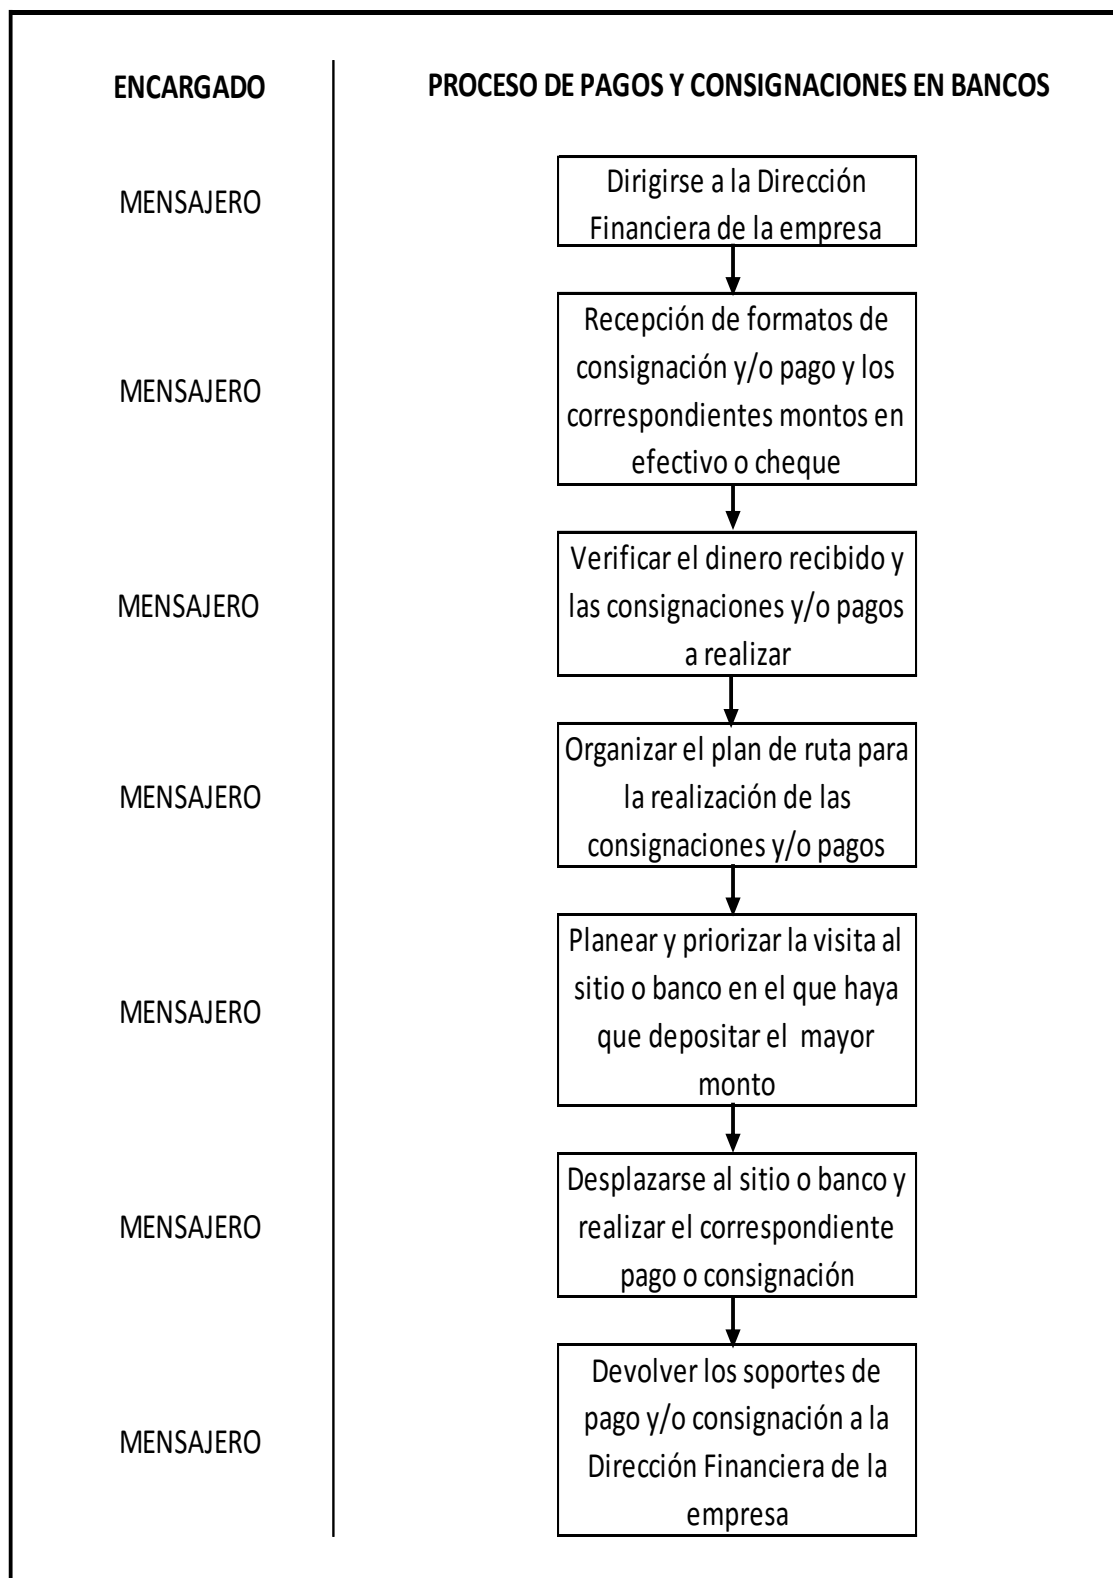 ENCARGADO
PROCESO DE PAGOS Y CONSIGNACIONES EN BANCOS
MENSAJERO
Dirigirse a la Dirección
Financiera de la empresa
MENSAJERO
Recepción de formatos de
consignación y/o pago y los
correspondientes montos en
efectivo o cheque
MENSAJERO
Verificar el dinero recibido y
las consignaciones y/o pagos
a realizar
MENSAJERO
Organizar el plan de ruta para
la realización de las
consignaciones y/o pagos
MENSAJERO
Planear y priorizar la visita al
sitio o banco en el que haya
que depositar el mayor
monto
MENSAJERO
Desplazarse al sitio o banco y
realizar el correspondiente
pago o consignación
MENSAJERO
Devolver los soportes de
pago y/o consignación a la
Dirección Financiera de la
empresa